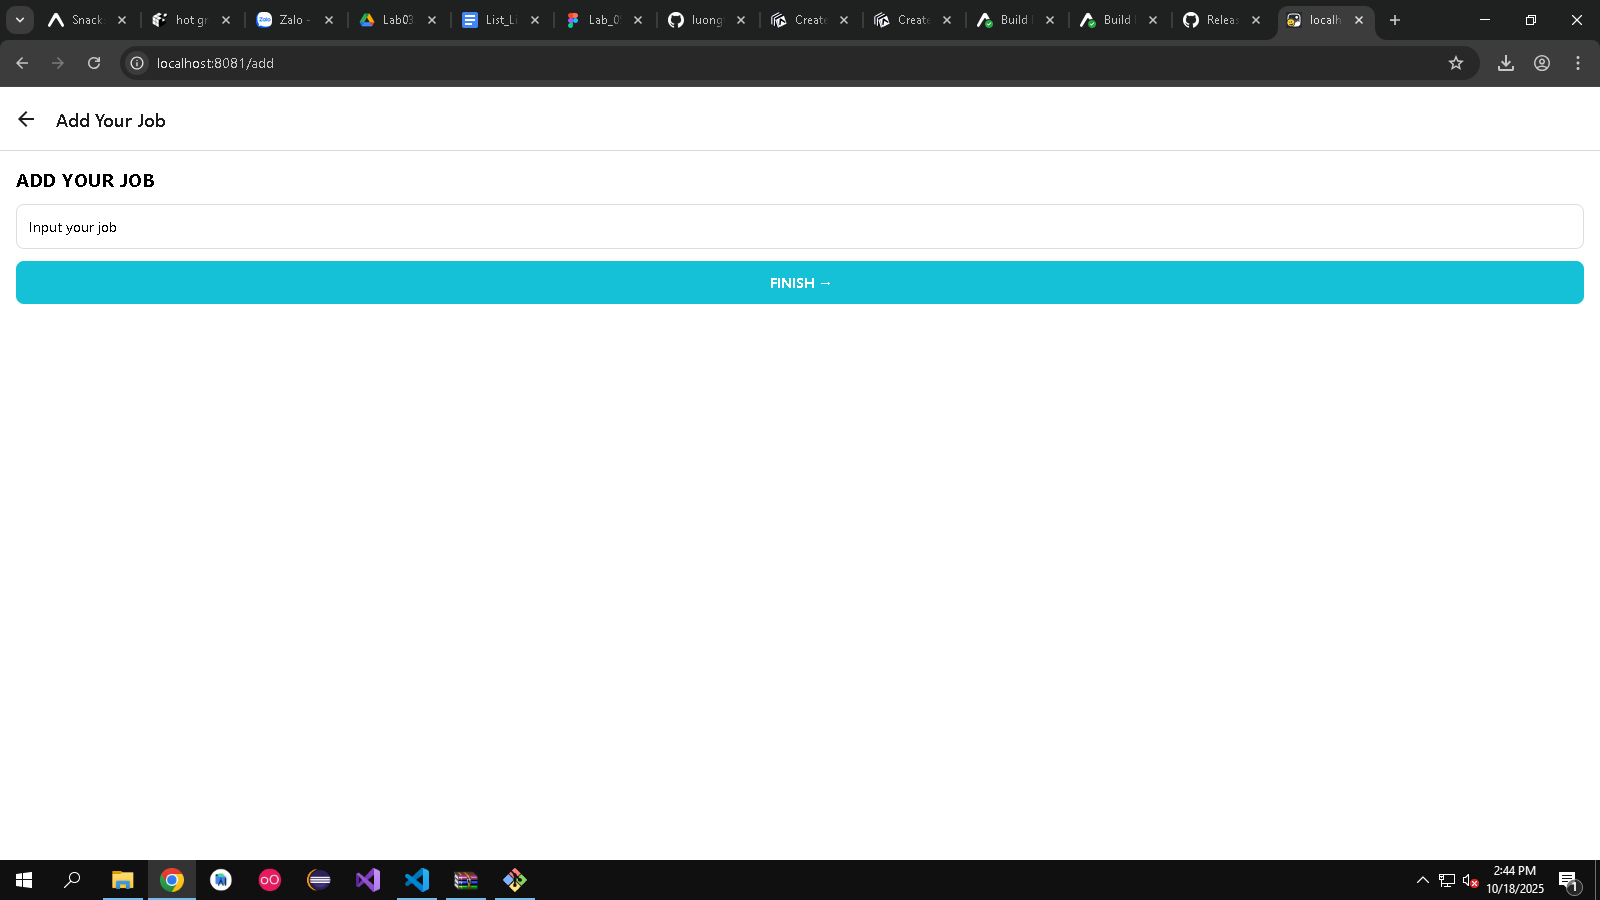 Snack
hot gr
Zalo -
Lab03
List_Li
Lab_0
luong
Create
Create
Build
Build
Releas
localh
localhost:8081/add
Add Your Job
ADD YOUR JOB
Input your job
FINISH →
2:44 PM
10/18/2025
1